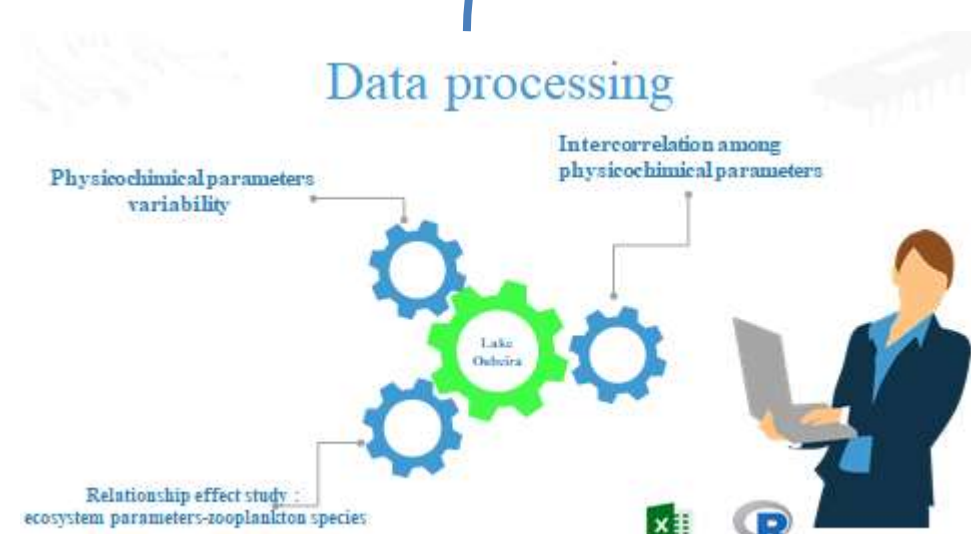 Data processing
Intercorrelation among
physicochimical parameters
Physicochimical parameters
variability
Lake
Oubeira
Relationship effect study :
ecosystem parameters-zooplankton species
X
R